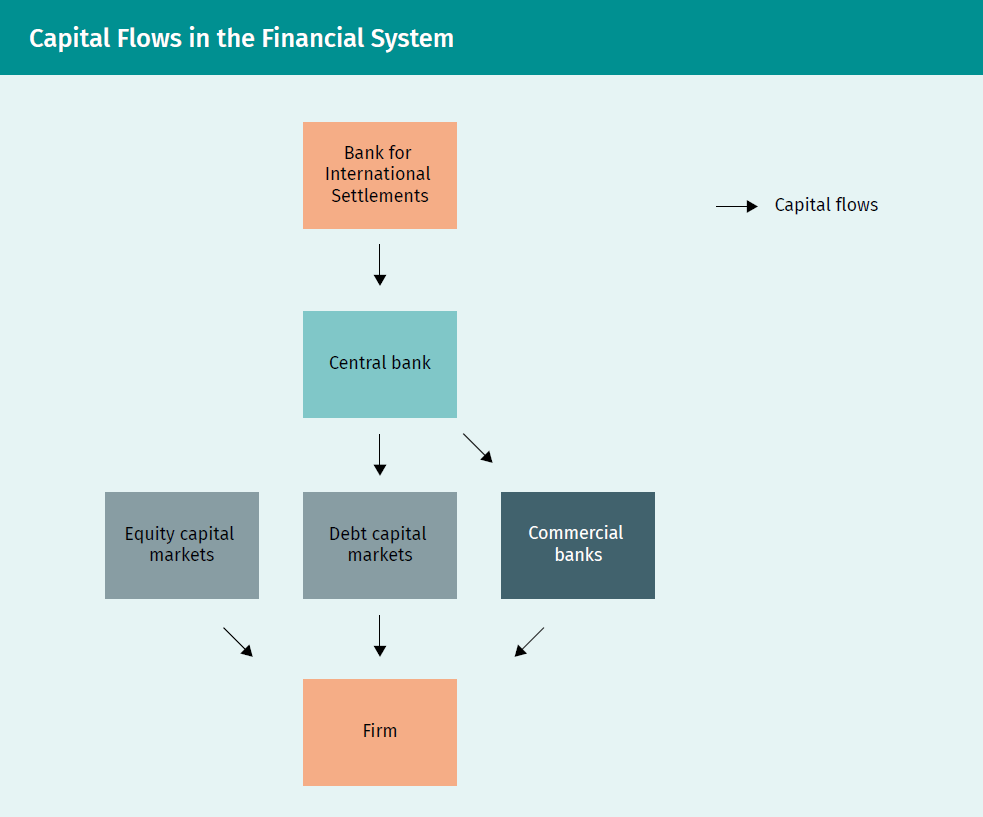 Capital Flows in the Financial System
Bank for
International
Settlements
Capital flows
Central bank
Equity capital
markets
Debt capital
markets
Commercial
banks
Firm